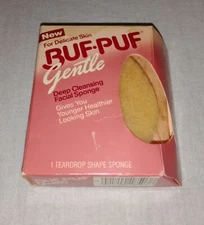 New
For Delicate Skin
BUF-PUF
Gentle
Deep Cleansing
Facial Sponge
Gives You
Younger Healthier
Looking Skin
1 TEARDROP SHAPE SPONGE